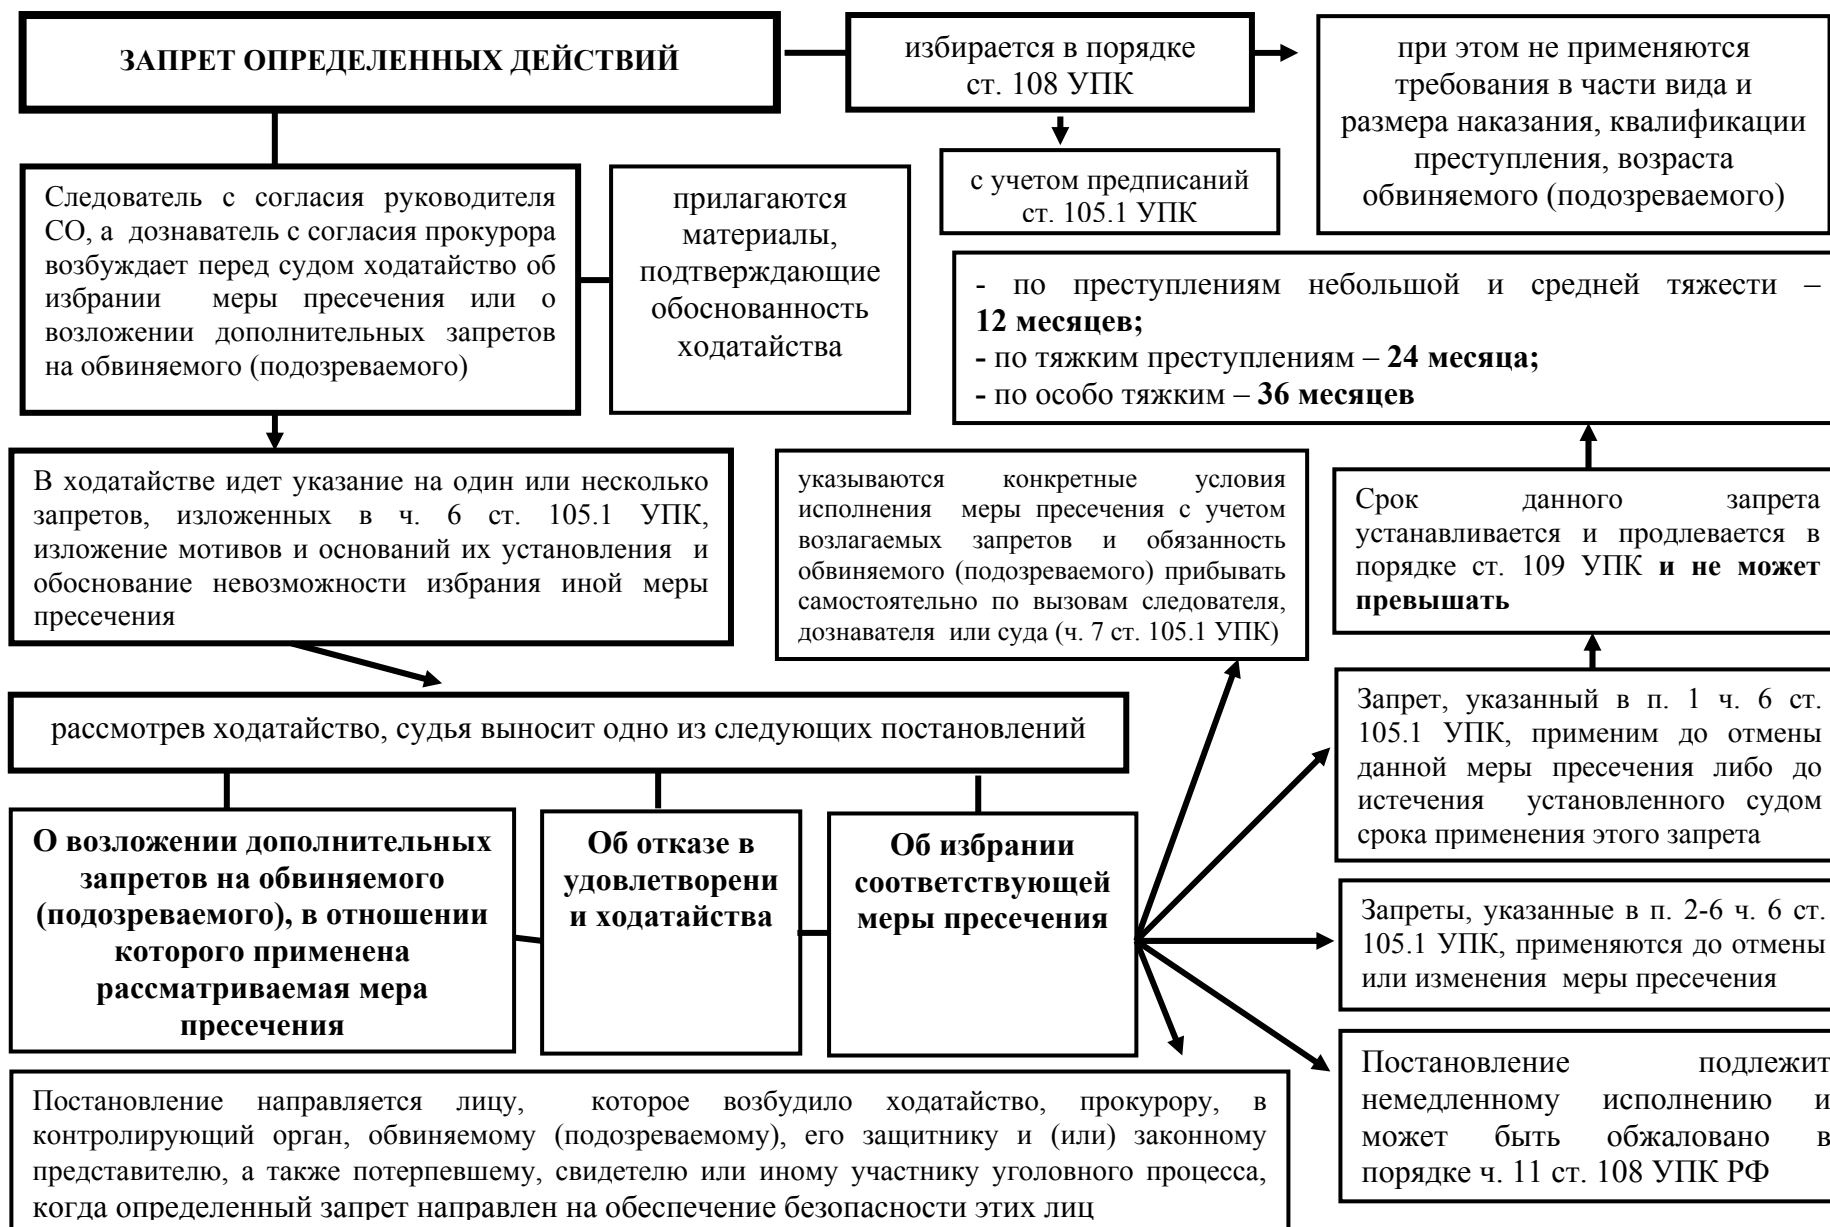 ЗАПРЕТ ОПРЕДЕЛЕННЫХ ДЕЙСТВИЙ
избирается в порядке
ст. 108 УПК
при этом не применяются
требования в части вида и
размера наказания, квалификации
преступления, возраста
обвиняемого (подозреваемого)
с учетом предписаний
ст. 105.1 УПК
Следователь с согласия руководителя
СО, а дознаватель с согласия прокурора
возбуждает перед судом ходатайство об
избрании меры пресечения или о
возложении дополнительных запретов
на обвиняемого (подозреваемого)
прилагаются
материалы,
подтверждающие
обоснованность
ходатайства
- по преступлениям небольшой и средней тяжести –
12 месяцев;
- по тяжким преступлениям – 24 месяца;
- по особо тяжким – 36 месяцев
В ходатайстве идет указание на один или несколько
запретов, изложенных в ч. 6 ст. 105.1 УПК,
изложение мотивов и оснований их установления и
обоснование невозможности избрания иной меры
пресечения
указываются конкретные условия
исполнения меры пресечения с учетом
возлагаемых запретов и обязанность
обвиняемого (подозреваемого) прибывать
самостоятельно по вызовам следователя,
дознавателя или суда (ч. 7 ст. 105.1 УПК)
Срок данного запрета
устанавливается и продлевается в
порядке ст. 109 УПК и не может
превышать
рассмотрев ходатайство, судья выносит одно из следующих постановлений
Запрет, указанный в п. 1 ч. 6 ст.
105.1 УПК, применим до отмены
данной меры пресечения либо до
истечения установленного судом
срока применения этого запрета
О возложении дополнительных
запретов на обвиняемого
(подозреваемого), в отношении
которого применена
рассматриваемая мера
пресечения
Об отказе в
удовлетворени
и ходатайства
Об избрании
соответствующей
меры пресечения
Запреты, указанные в п. 2-6 ч. 6 ст.
105.1 УПК, применяются до отмены
или изменения меры пресечения
Постановление подлежит
немедленному исполнению и
может быть обжаловано в
порядке ч. 11 ст. 108 УПК РФ
Постановление направляется лицу, которое возбудило ходатайство, прокурору, в
контролирующий орган, обвиняемому (подозреваемому), его защитнику и (или) законному
представителю, а также потерпевшему, свидетелю или иному участнику уголовного процесса,
когда определенный запрет направлен на обеспечение безопасности этих лиц